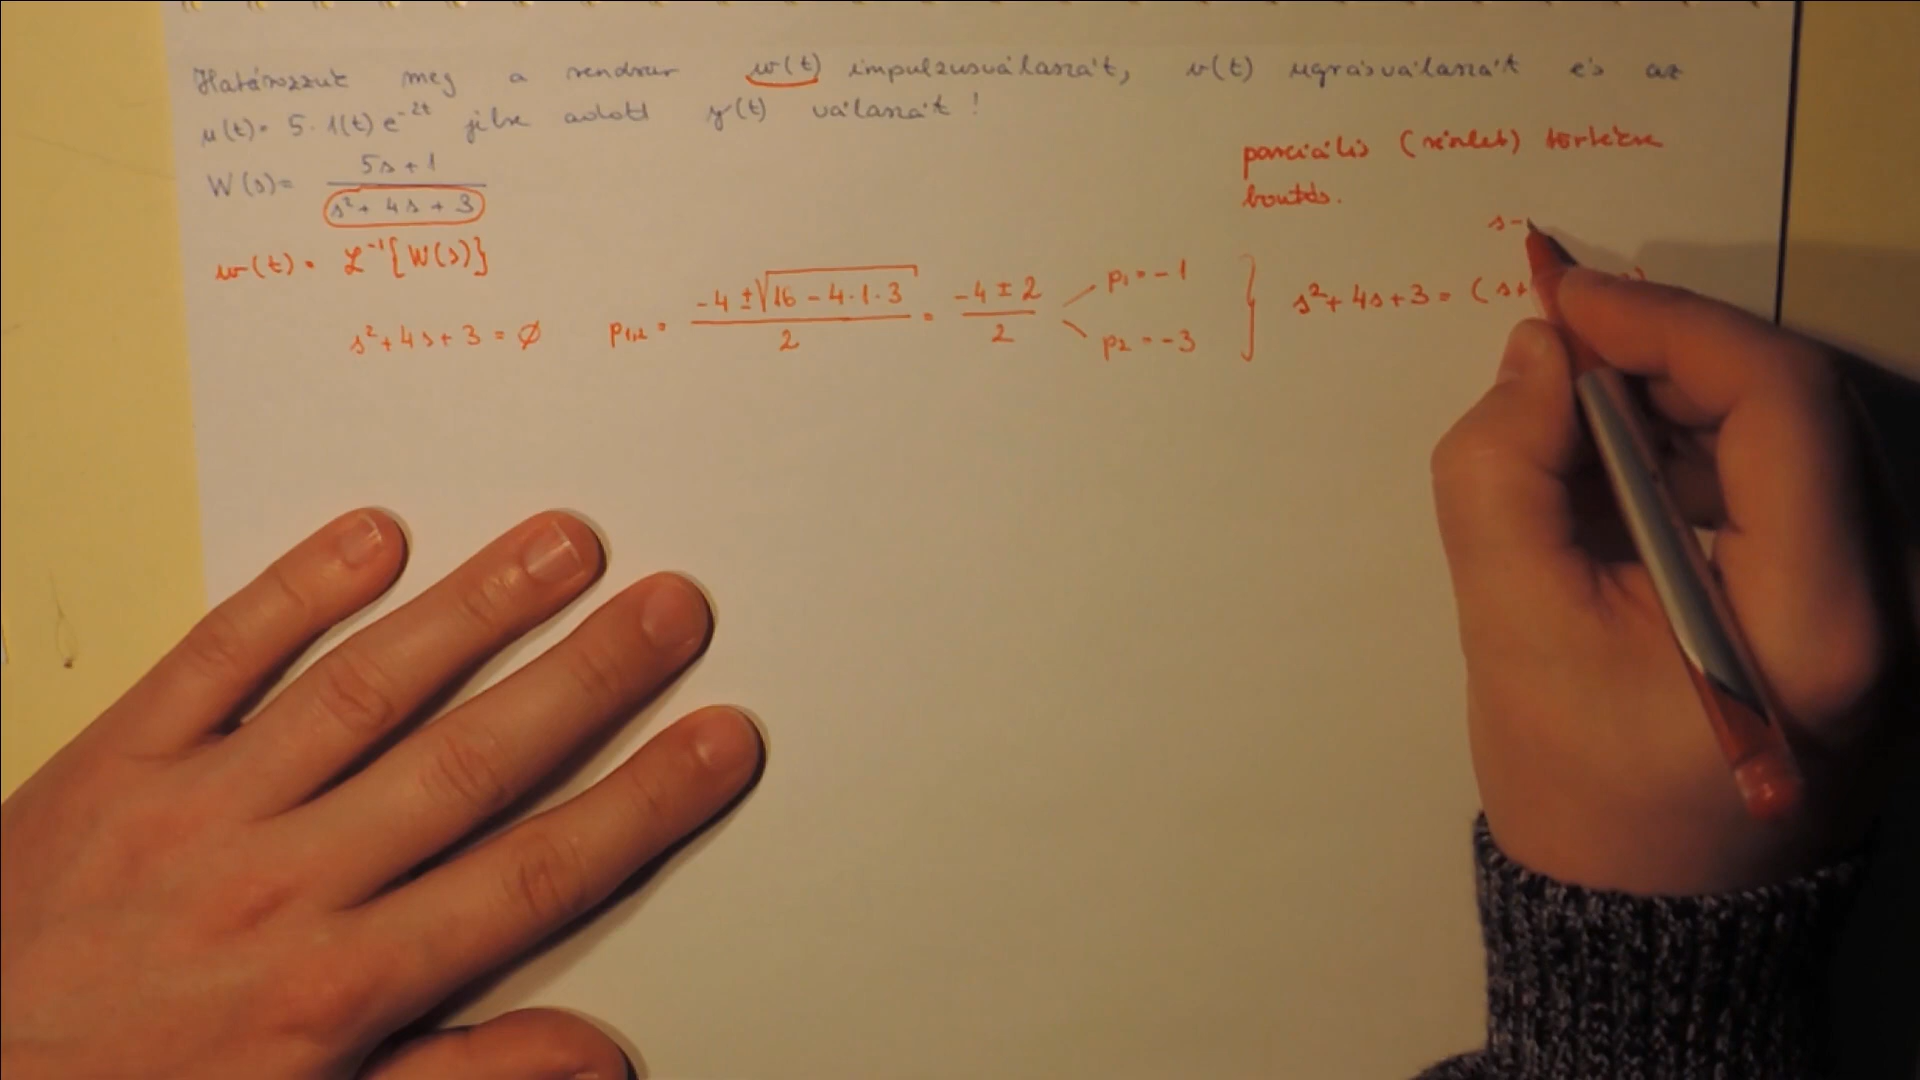 Határozzuk meg a rendszer w(t) impulzusválaszát, v(t) ugrásválaszát és az
u(t) = 5·1(t) e^-2t jelre adott y(t) válaszát!
parciális (részlet) törtekre
bontás.
W(s) = (5s + 1) / (s² + 4s + 3)
w(t) = ℒ⁻¹{W(s)}
s² + 4s + 3 = ∅
p₁,₂ = (-4 ± √(16 - 4·1·3)) / 2 = (-4 ± 2) / 2
p₁ = -1
p₂ = -3
s -
s² + 4s + 3 = (s+